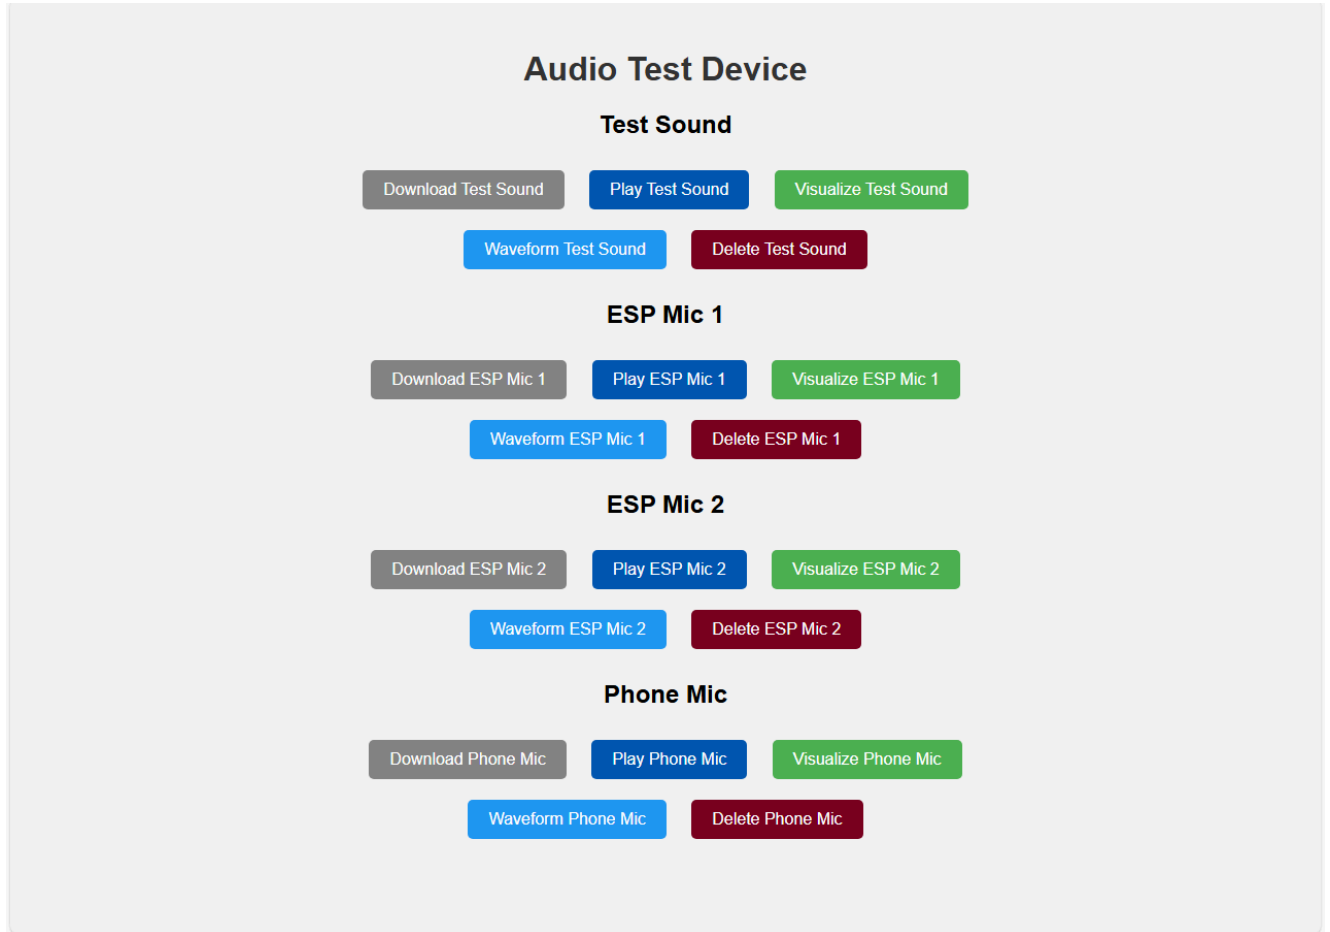 Audio Test Device
Test Sound
Download Test Sound Play Test Sound Visualize Test Sound
Waveform Test Sound Delete Test Sound
ESP Mic 1
Download ESP Mic 1 Play ESP Mic 1 Visualize ESP Mic 1
Waveform ESP Mic 1 Delete ESP Mic 1
ESP Mic 2
Download ESP Mic 2 Play ESP Mic 2 Visualize ESP Mic 2
Waveform ESP Mic 2 Delete ESP Mic 2
Phone Mic
Download Phone Mic Play Phone Mic Visualize Phone Mic
Waveform Phone Mic Delete Phone Mic